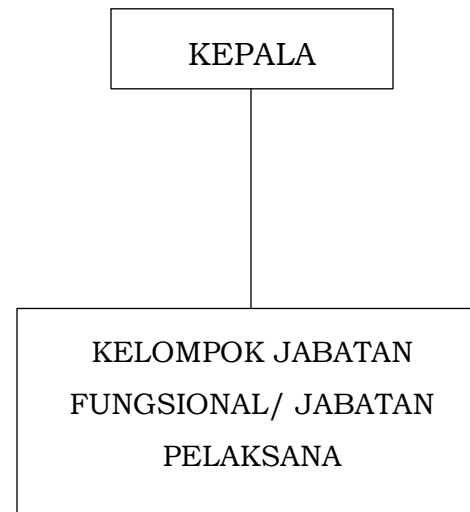 KEPALA
KELOMPOK JABATAN
FUNGSIONAL/ JABATAN
PELAKSANA